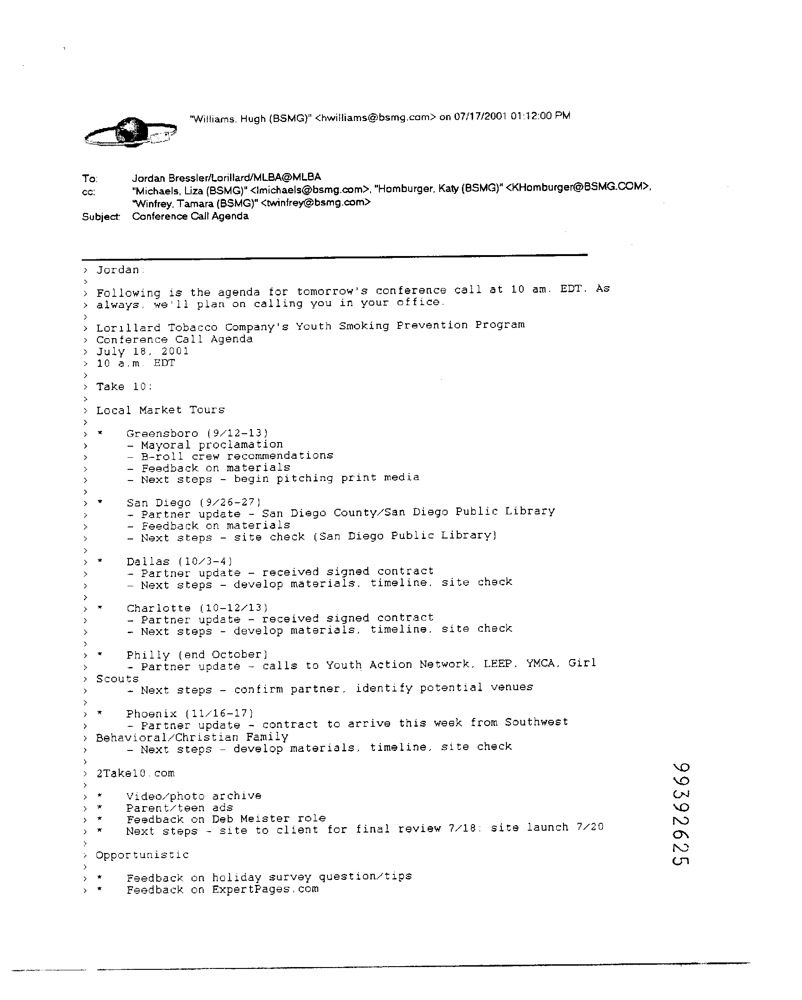 "Williams, Hugh (BSMG)" <hwilliams@bsmg.com> on 07/17/2001 01:12:00 PM
To: Jordan Bressler/Lorillard/MLBA@MLBA
cc: "Michaels, Liza (BSMG)" <lmichaels@bsmg.com>, "Homburger, Katy (BSMG)" <KHomburger@BSMG.COM>,
"Winfrey, Tamara (BSMG)" <twinfrey@bsmg.com>
Subject: Conference Call Agenda
> Jordan:
>
> Following is the agenda for tomorrow's conference call at 10 am. EDT. As
> always, we'll plan on calling you in your office.
>
> Lorillard Tobacco Company's Youth Smoking Prevention Program
> Conference Call Agenda
> July 18, 2001
> 10 a.m. EDT
>
> Take 10:
>
> Local Market Tours
>
> * Greensboro (9/12-13)
> - Mayoral proclamation
> - B-roll crew recommendations
> - Feedback on materials
> - Next steps - begin pitching print media
>
> * San Diego (9/26-27)
> - Partner update - San Diego County/San Diego Public Library
> - Feedback on materials
> - Next steps - site check (San Diego Public Library)
>
> * Dallas (10/3-4)
> - Partner update - received signed contract
> - Next steps - develop materials, timeline, site check
>
> * Charlotte (10-12/13)
> - Partner update - received signed contract
> - Next steps - develop materials, timeline, site check
>
> * Philly (end October)
> - Partner update - calls to Youth Action Network, LEEP, YMCA, Girl
> Scouts
> - Next steps - confirm partner, identify potential venues
>
> * Phoenix (11/16-17)
> - Partner update - contract to arrive this week from Southwest
> Behavioral/Christian Family
> - Next steps - develop materials, timeline, site check
>
> 2Take10.com
>
> * Video/photo archive
> * Parent/teen ads
> * Feedback on Deb Meister role
> * Next steps - site to client for final review 7/18; site launch 7/20
>
> Opportunistic
>
> * Feedback on holiday survey question/tips
> * Feedback on ExpertPages.com
99392625